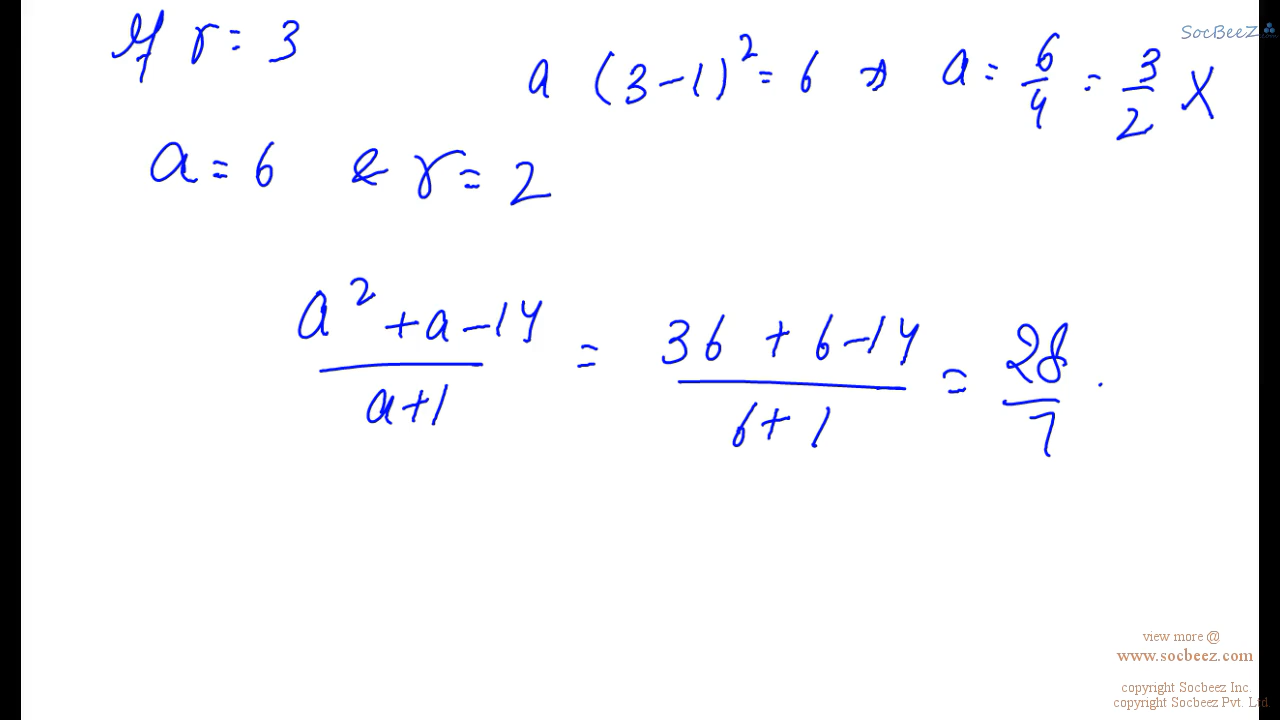 SocBeeZ
If r = 3
a (3-1)² = 6 ⇒ a = 6/4 = 3/2 X
a = 6 & r = 2
a² + a - 14 / a + 1 = 36 + 6 - 14 / 6 + 1 = 28 / 7 .
view more @
www.socbeez.com
copyright Socbeez Inc.
copyright Socbeez Pvt. Ltd.